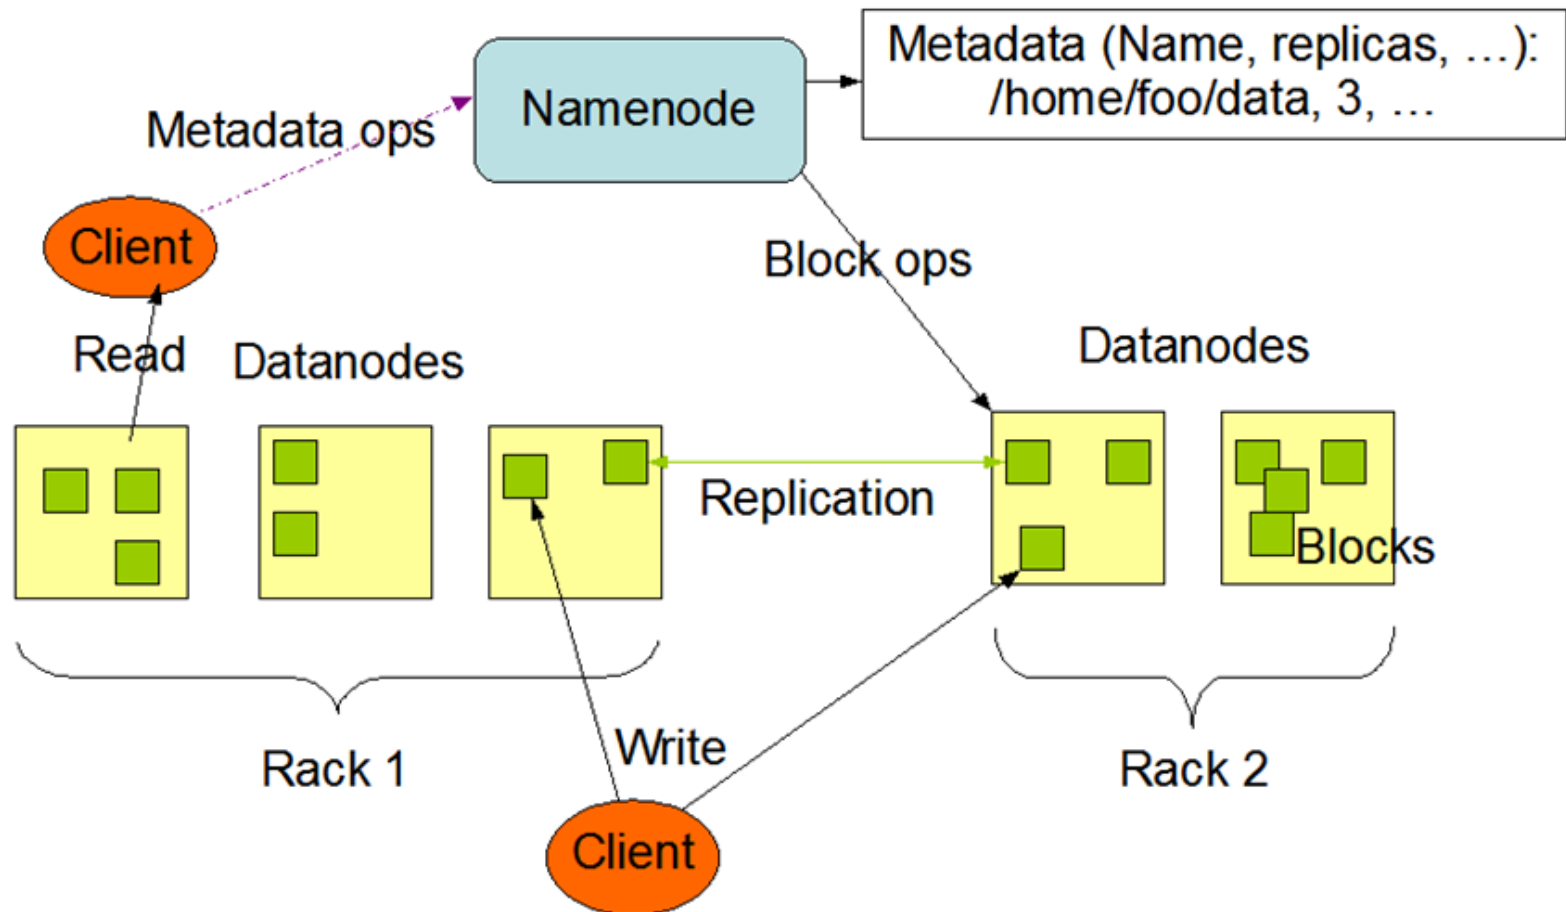 Metadata (Name, replicas, …):
/home/foo/data, 3, …
Namenode
Metadata ops
Client
Block ops
Read
Datanodes
Datanodes
Replication
Blocks
Rack 1
Write
Rack 2
Client